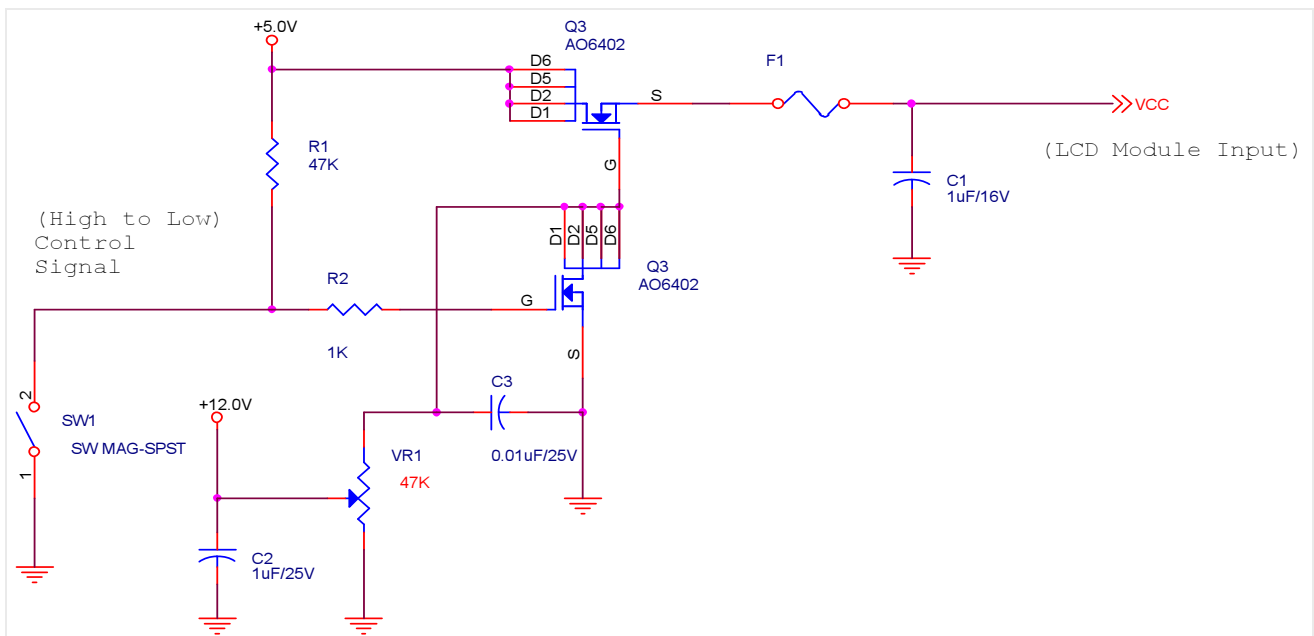 +5.0V
Q3
AO6402
D6
D5
D2
D1
S
G
F1
VCC
(LCD Module Input)
R1
47K
C1
1uF/16V
(High to Low)
Control
Signal
D1
D2
D5
D6
Q3
AO6402
R2
1K
G
S
2
1
SW1
SW MAG-SPST
+12.0V
C3
0.01uF/25V
VR1
47K
C2
1uF/25V